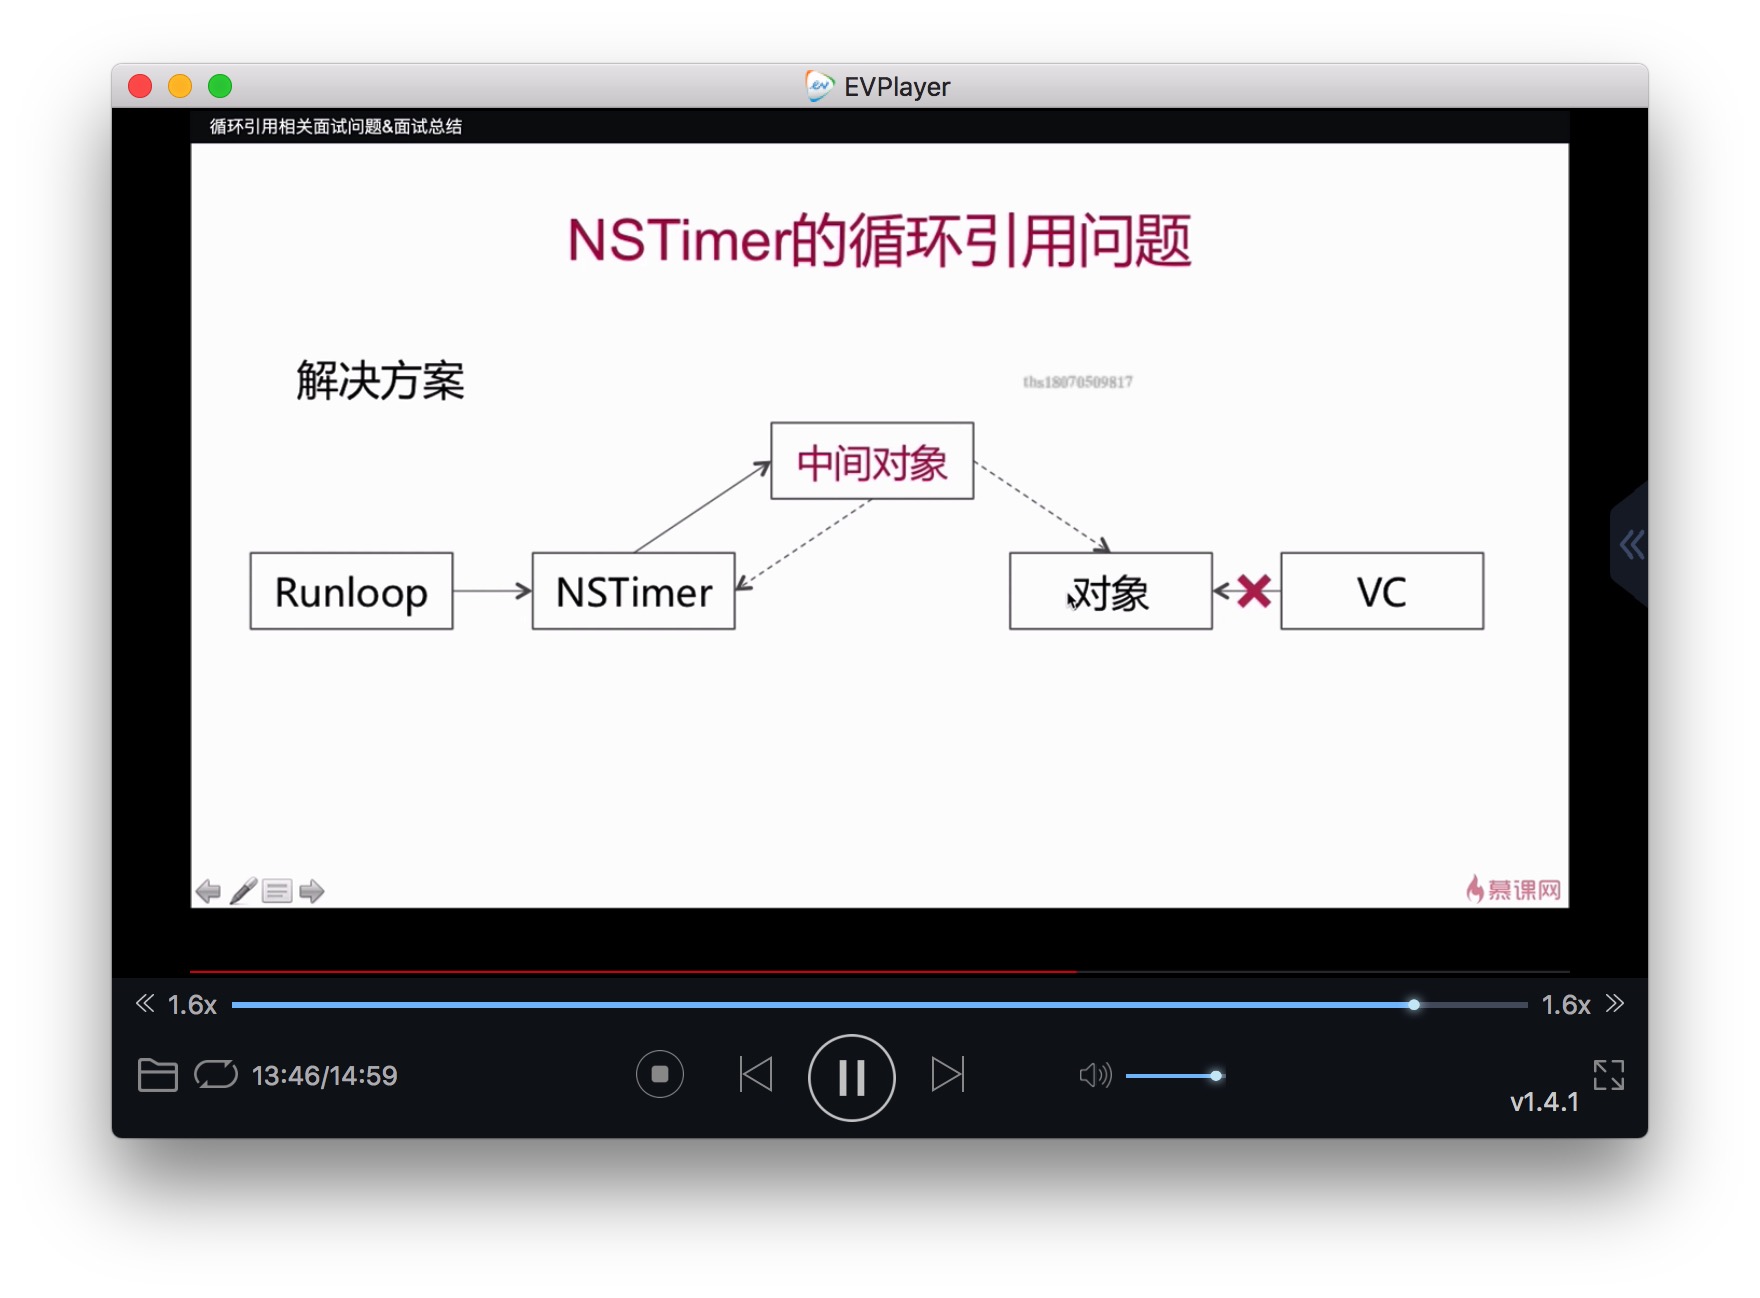 EVPlayer
循环引用相关面试问题&面试总结
NSTimer的循环引用问题
解决方案
ths18070509817
中间对象
Runloop
NSTimer
对象
VC
慕课网
1.6x
1.6x
13:46/14:59
v1.4.1